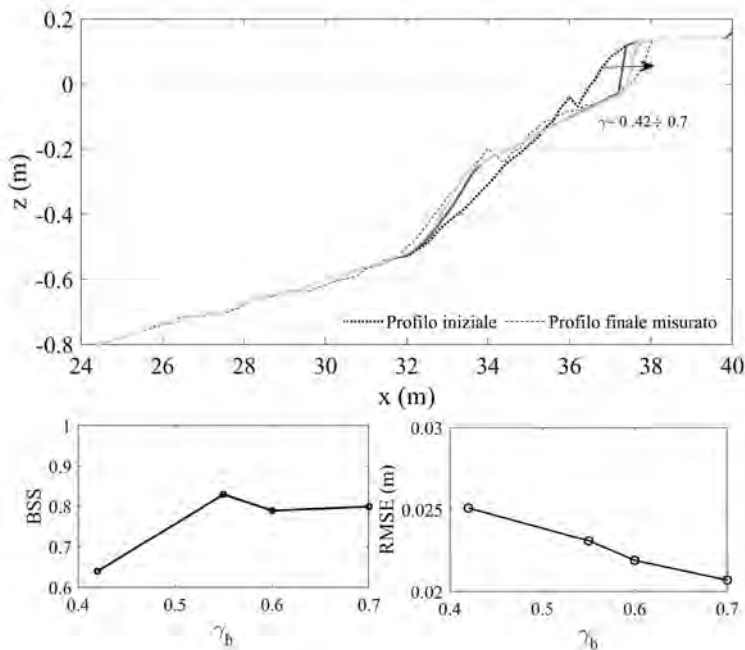 0.2
0
-0.2
-0.4
-0.6
-0.8
z (m)
γ= 0 .42 ÷ 0.7
Profilo iniziale
Profilo finale misurato
24 26 28 30 32 34 36 38 40
x (m)
1
0.9
0.8
0.7
0.6
BSS
0.4 0.5 0.6 0.7
γb
0.03
0.025
0.02
RMSE (m)
0.4 0.5 0.6 0.7
γb